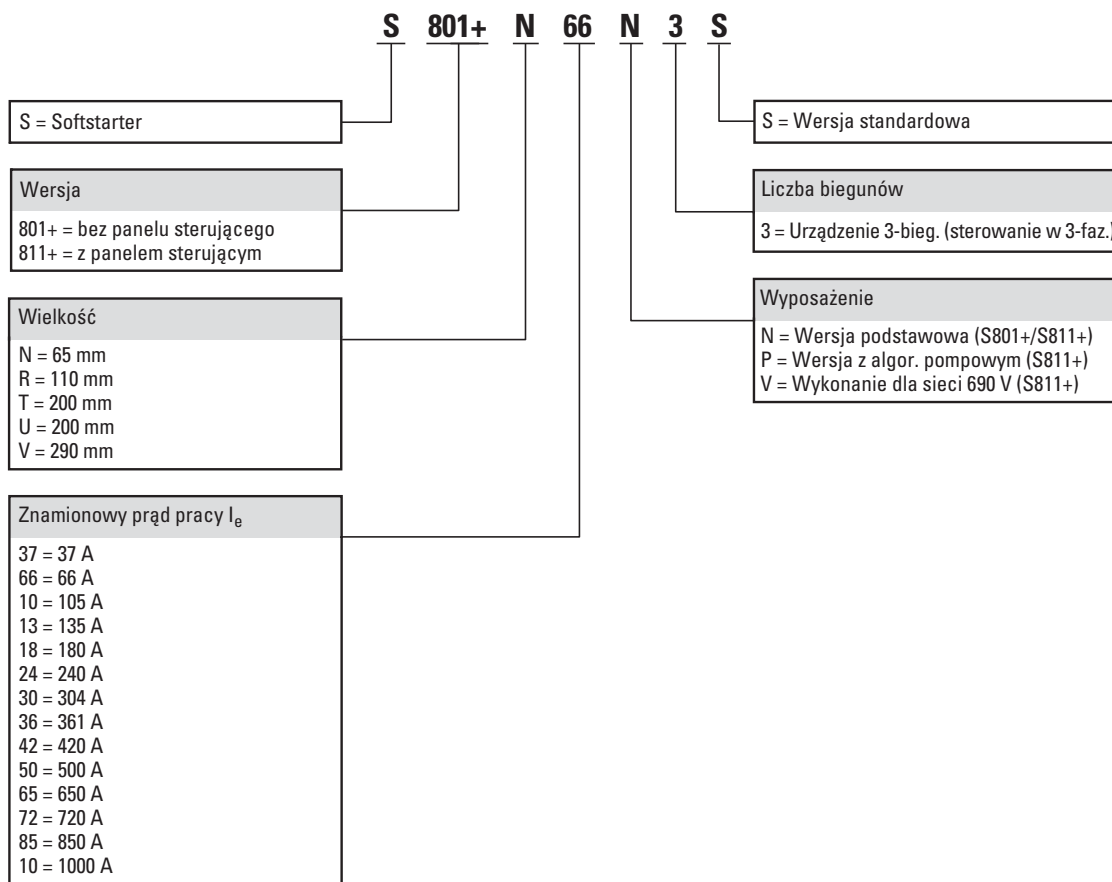 S 801+ N 66 N 3 S
S = Softstarter
Wersja
801+ = bez panelu sterującego
811+ = z panelem sterującym
Wielkość
N = 65 mm
R = 110 mm
T = 200 mm
U = 200 mm
V = 290 mm
Znamionowy prąd pracy Ie
37 = 37 A
66 = 66 A
10 = 105 A
13 = 135 A
18 = 180 A
24 = 240 A
30 = 304 A
36 = 361 A
42 = 420 A
50 = 500 A
65 = 650 A
72 = 720 A
85 = 850 A
10 = 1000 A
S = Wersja standardowa
Liczba biegunów
3 = Urządzenie 3-bieg. (sterowanie w 3-faz.)
Wyposażenie
N = Wersja podstawowa (S801+/S811+)
P = Wersja z algor. pompowym (S811+)
V = Wykonanie dla sieci 690 V (S811+)